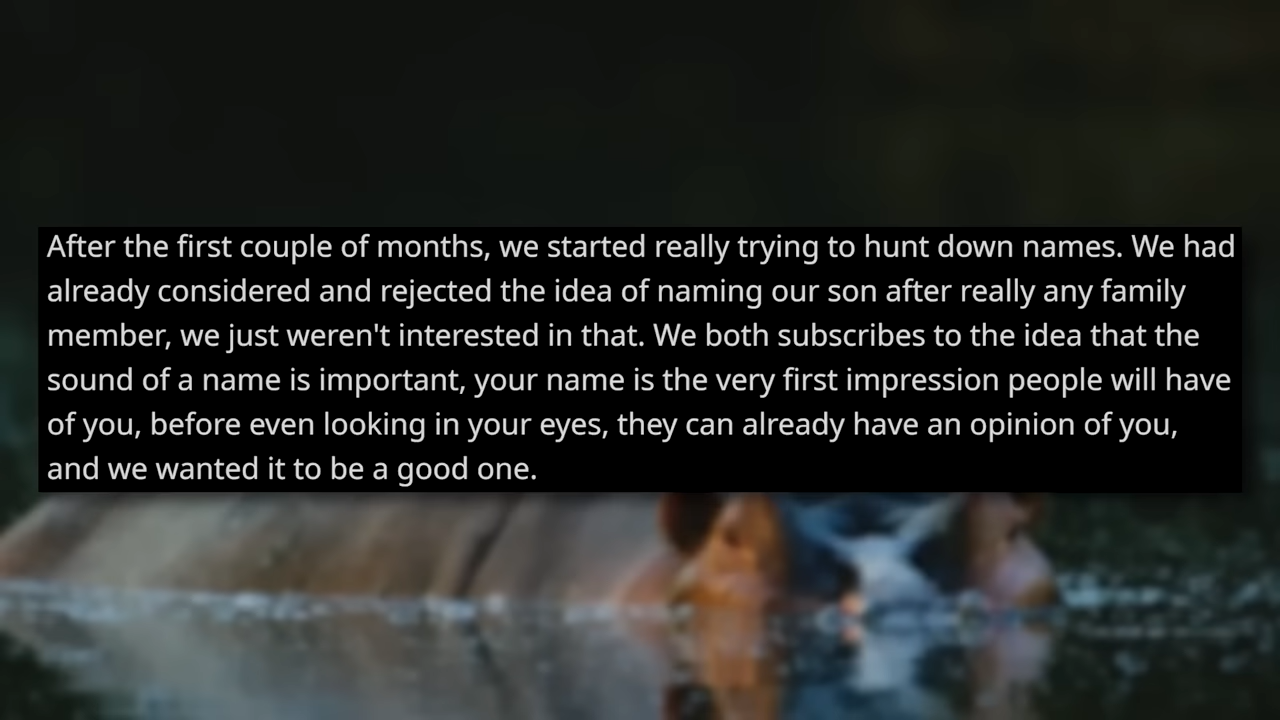 After the first couple of months, we started really trying to hunt down names. We had
already considered and rejected the idea of naming our son after really any family
member, we just weren't interested in that. We both subscribes to the idea that the
sound of a name is important, your name is the very first impression people will have
of you, before even looking in your eyes, they can already have an opinion of you,
and we wanted it to be a good one.